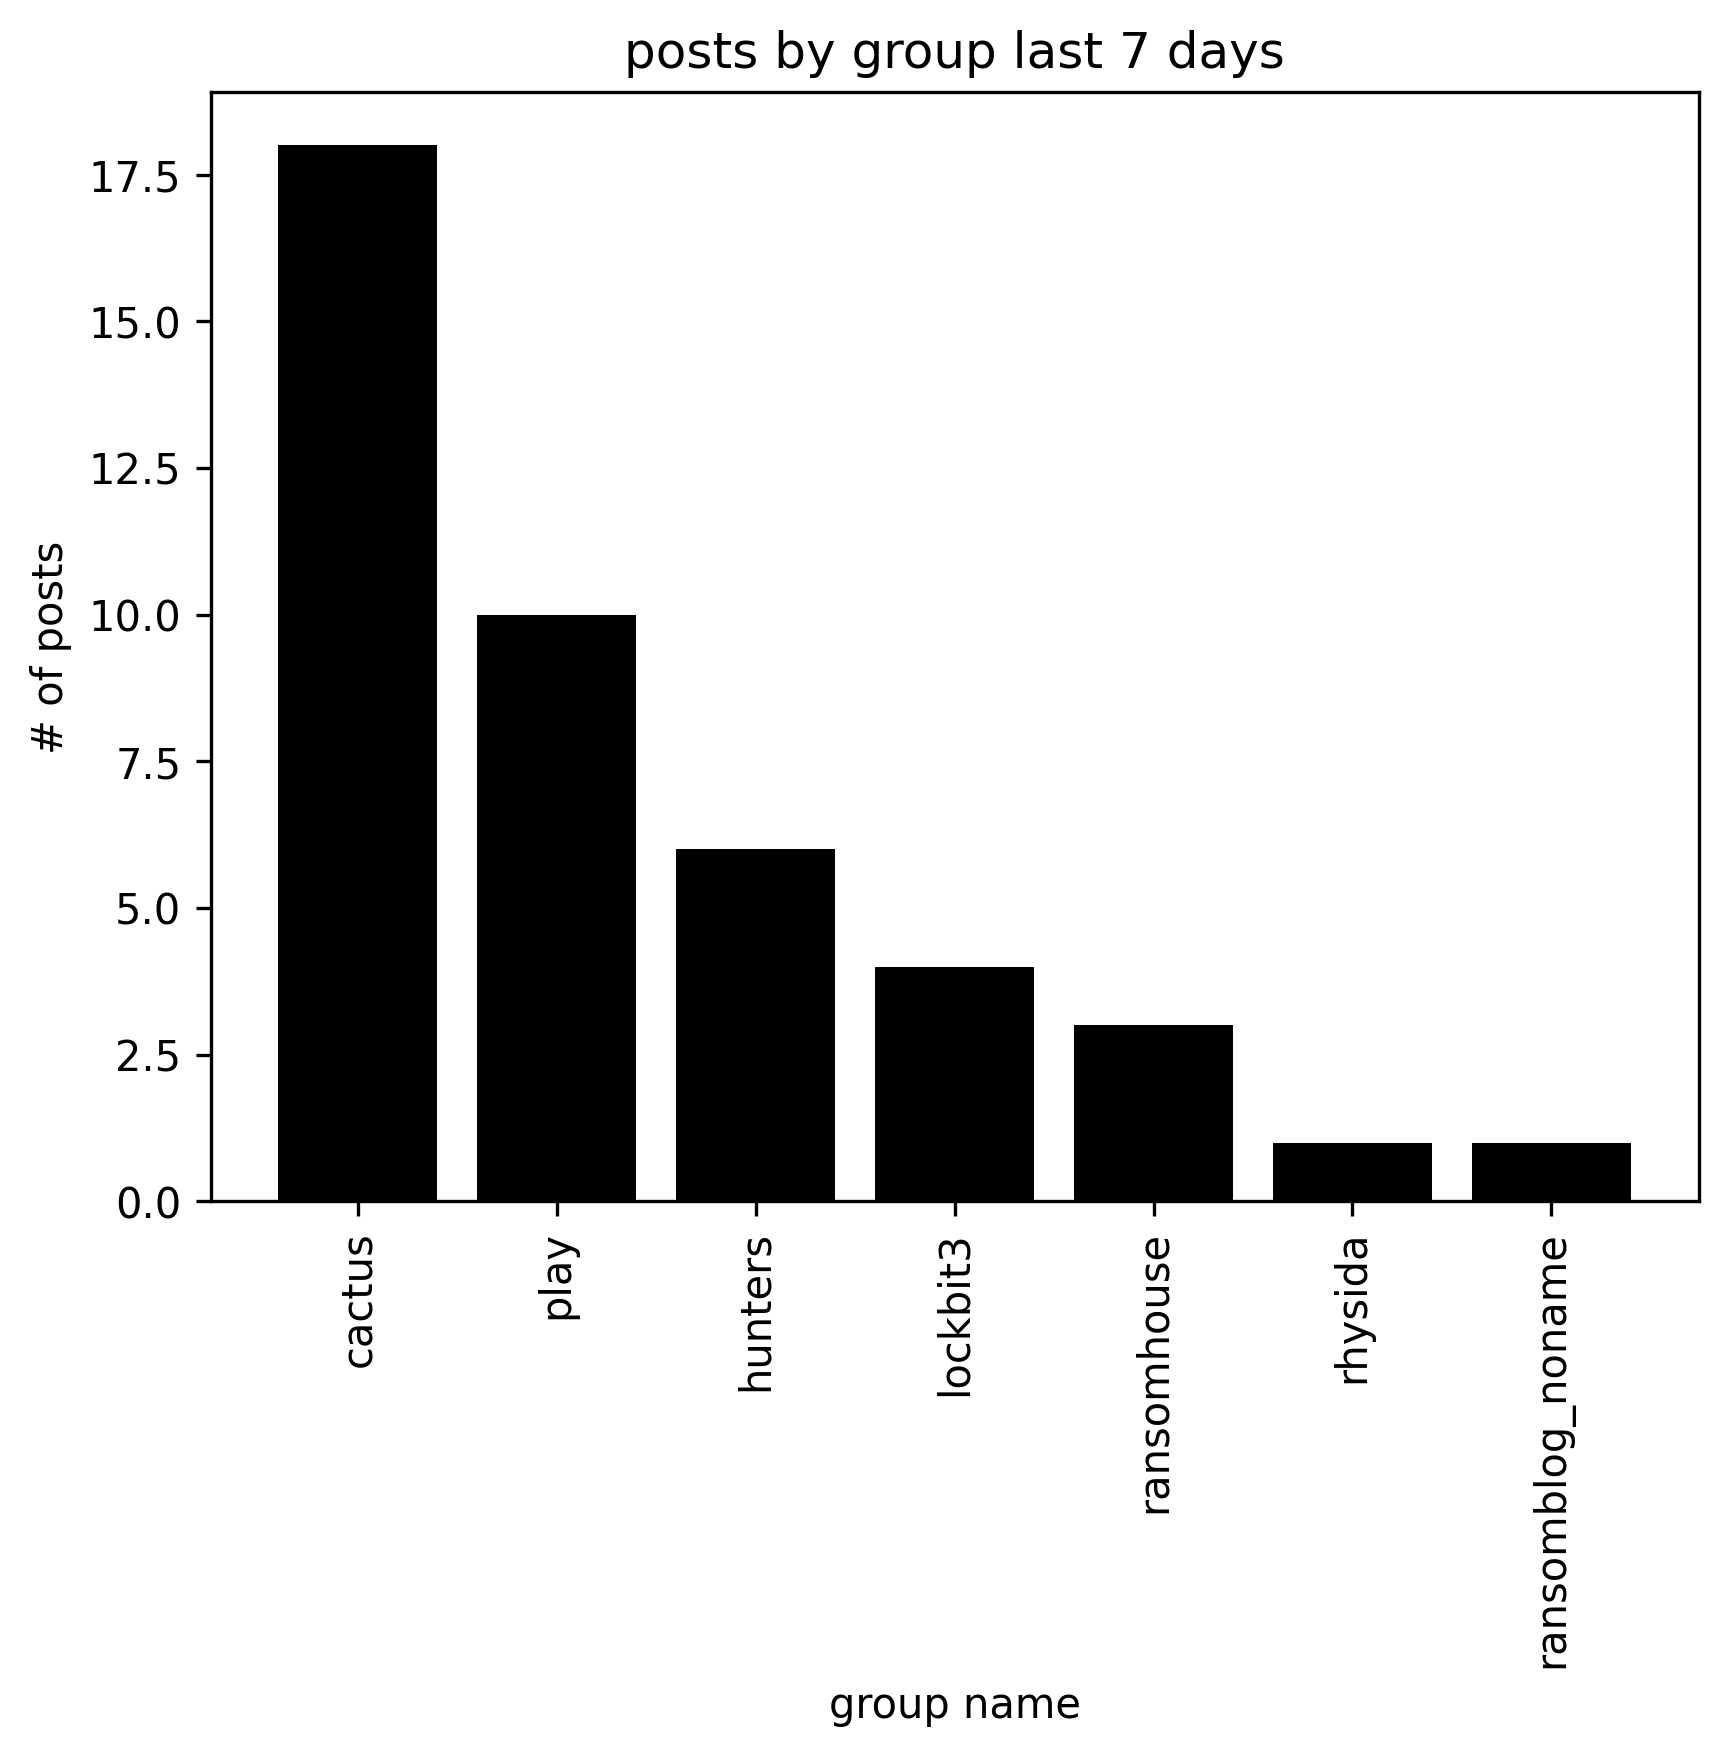 posts by group last 7 days
# of posts
17.5
15.0
12.5
10.0
7.5
5.0
2.5
0.0
cactus
play
hunters
lockbit3
ransomhouse
rhysida
ransomblog_noname
group name